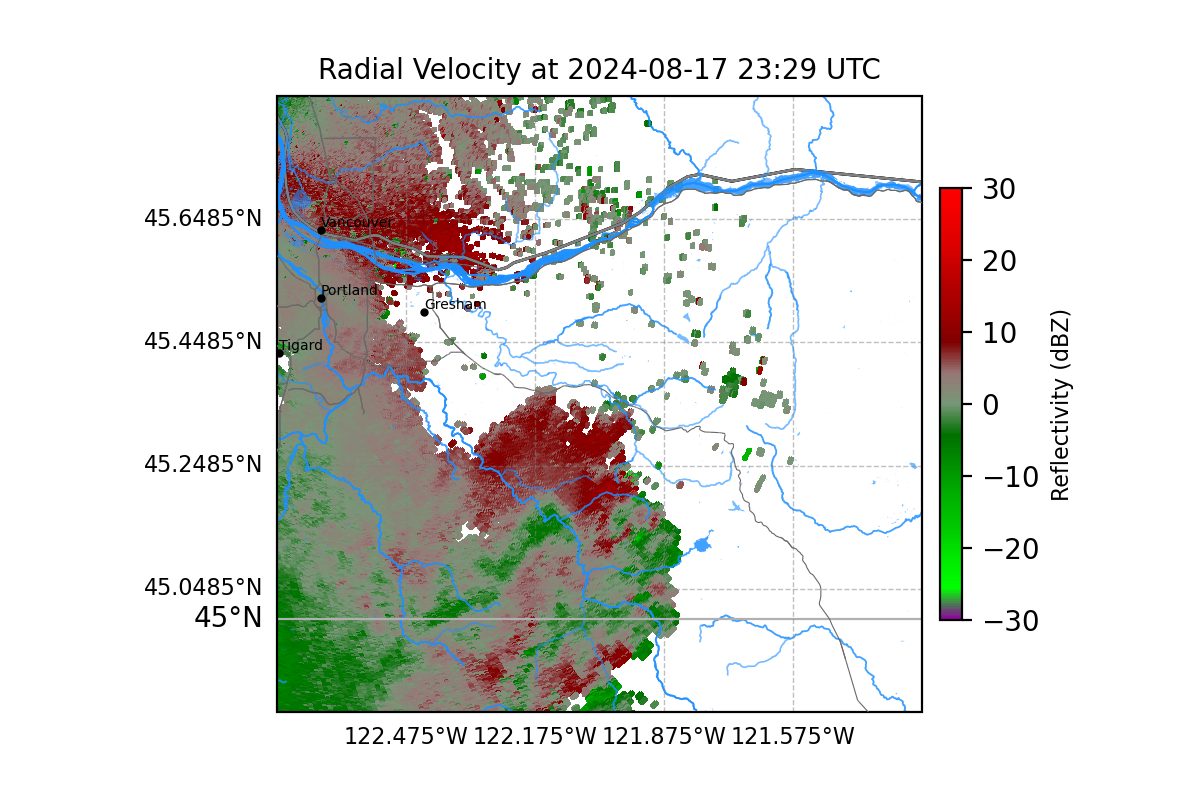 Radial Velocity at 2024-08-17 23:29 UTC
45.6485°N
45.4485°N
45.2485°N
45.0485°N
45°N
Vancouver
Portland
Gresham
Tigard
122.475°W 122.175°W 121.875°W 121.575°W
30
20
10
0
−10
−20
−30
Reflectivity (dBZ)